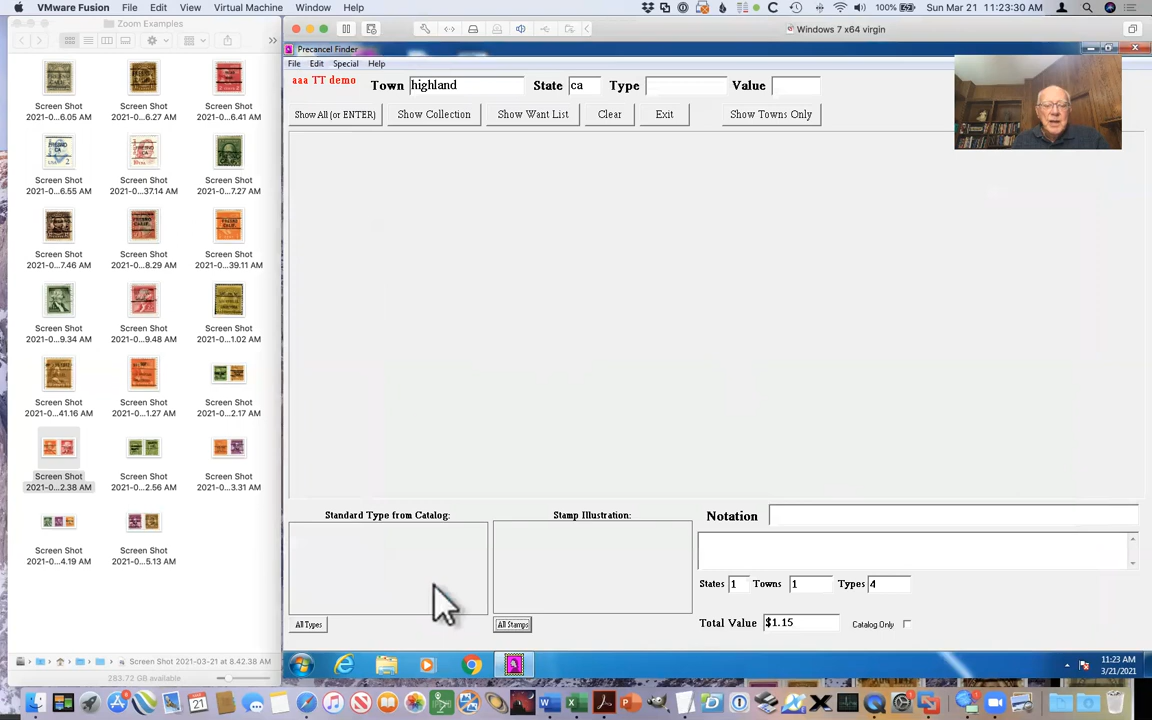 VMware Fusion File Edit View Virtual Machine Window Help 100% Sun Mar 21 11:23:30 AM
Zoom Examples
Windows 7 x64 virgin
Precancel Finder
File Edit Special Help
aaa TT demo Town highland State ca Type Value
Show All (or ENTER) Show Collection Show Want List Clear Exit Show Towns Only
Screen Shot 2021-0...6.05 AM
Screen Shot 2021-0...6.27 AM
Screen Shot 2021-0...6.41 AM
Screen Shot 2021-0...6.55 AM
Screen Shot 2021-0...37.14 AM
Screen Shot 2021-0...7.27 AM
Screen Shot 2021-0...7.46 AM
Screen Shot 2021-0...8.29 AM
Screen Shot 2021-0...39.11 AM
Screen Shot 2021-0...9.34 AM
Screen Shot 2021-0...9.48 AM
Screen Shot 2021-0...1.02 AM
Screen Shot 2021-0...41.16 AM
Screen Shot 2021-0...1.27 AM
Screen Shot 2021-0...2.17 AM
Screen Shot 2021-0...2.38 AM
Screen Shot 2021-0...2.56 AM
Screen Shot 2021-0...3.31 AM
Screen Shot 2021-0...4.19 AM
Screen Shot 2021-0...5.13 AM
Standard Type from Catalog: Stamp Illustration: Notation
States 1 Towns 1 Types 4
All Types All Stamps Total Value $1.15 Catalog Only
Screen Shot 2021-03-21 at 8.42.38 AM
283.72 GB available
11:23 AM
3/21/2021